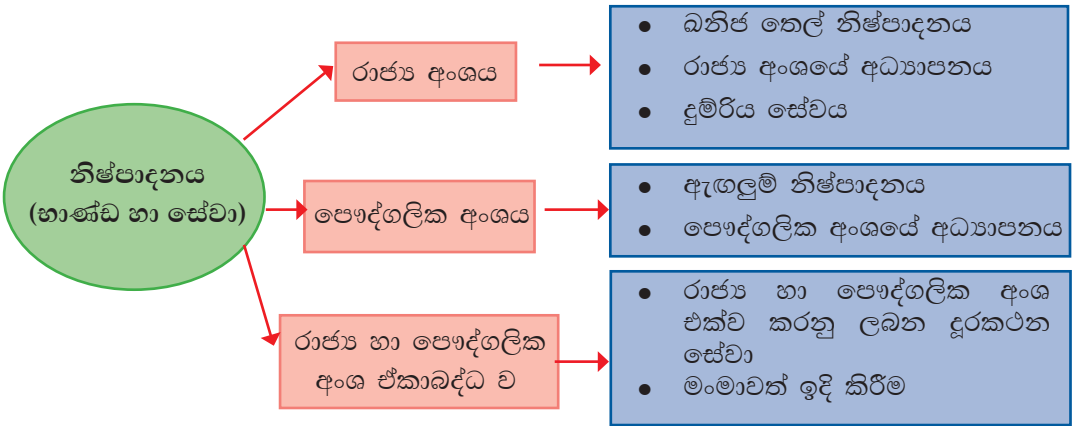 නිෂ්පාදනය
(භාණ්ඩ හා සේවා)
රාජ්‍ය අංශය
● ඛනිජ තෙල් නිෂ්පාදනය
● රාජ්‍ය අංශයේ අධ්‍යාපනය
● දුම්රිය සේවය
පෞද්ගලික අංශය
● ඇඟලුම් නිෂ්පාදනය
● පෞද්ගලික අංශයේ අධ්‍යාපනය
රාජ්‍ය හා පෞද්ගලික
අංශ ඒකාබද්ධ ව
● රාජ්‍ය හා පෞද්ගලික අංශ
එක්ව කරනු ලබන දූරකථන
සේවා
● මංමාවත් ඉදි කිරීම